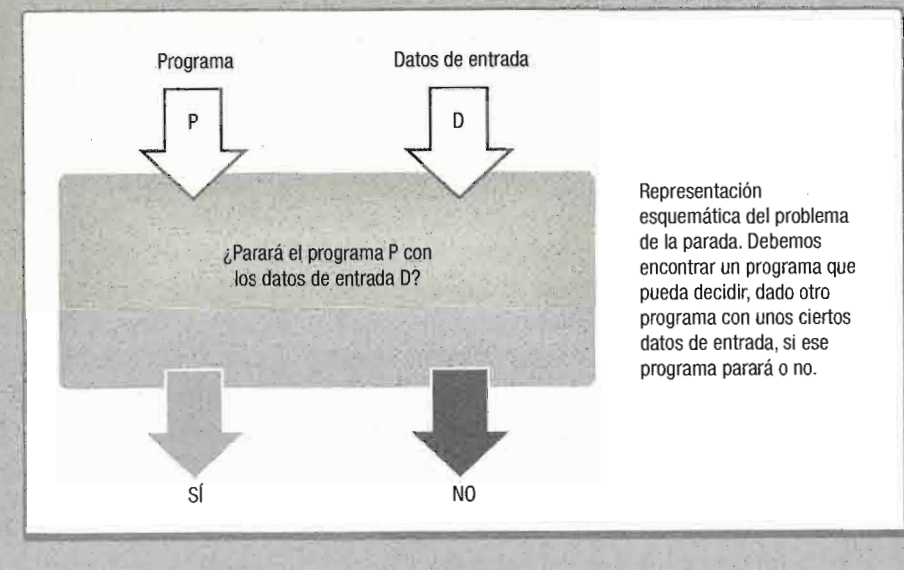 Programa
Datos de entrada
P
D
¿Parará el programa P con
los datos de entrada D?
SÍ
NO
Representación
esquemática del problema
de la parada. Debemos
encontrar un programa que
pueda decidir, dado otro
programa con unos ciertos
datos de entrada, si ese
programa parará o no.